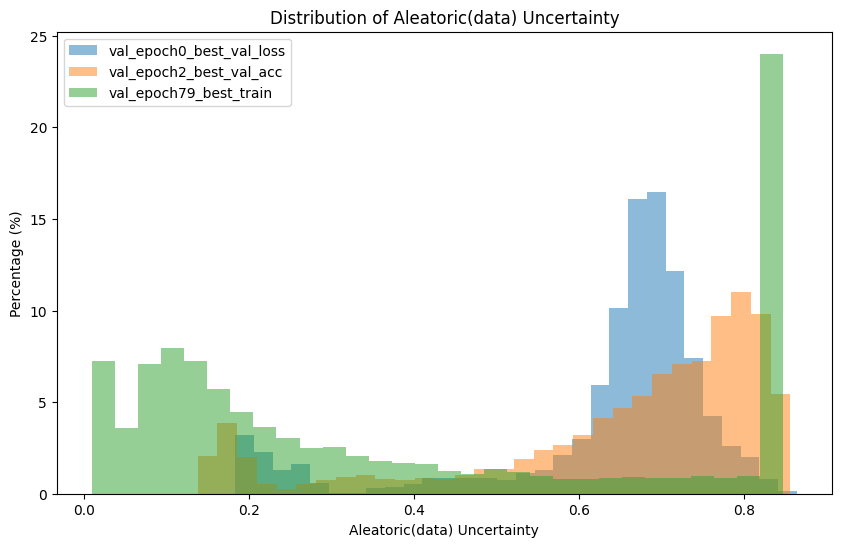 Distribution of Aleatoric(data) Uncertainty
25
val_epoch0_best_val_loss
val_epoch2_best_val_acc
val_epoch79_best_train
20
15
10
5
0
Percentage (%)
0.0 0.2 0.4 0.6 0.8
Aleatoric(data) Uncertainty